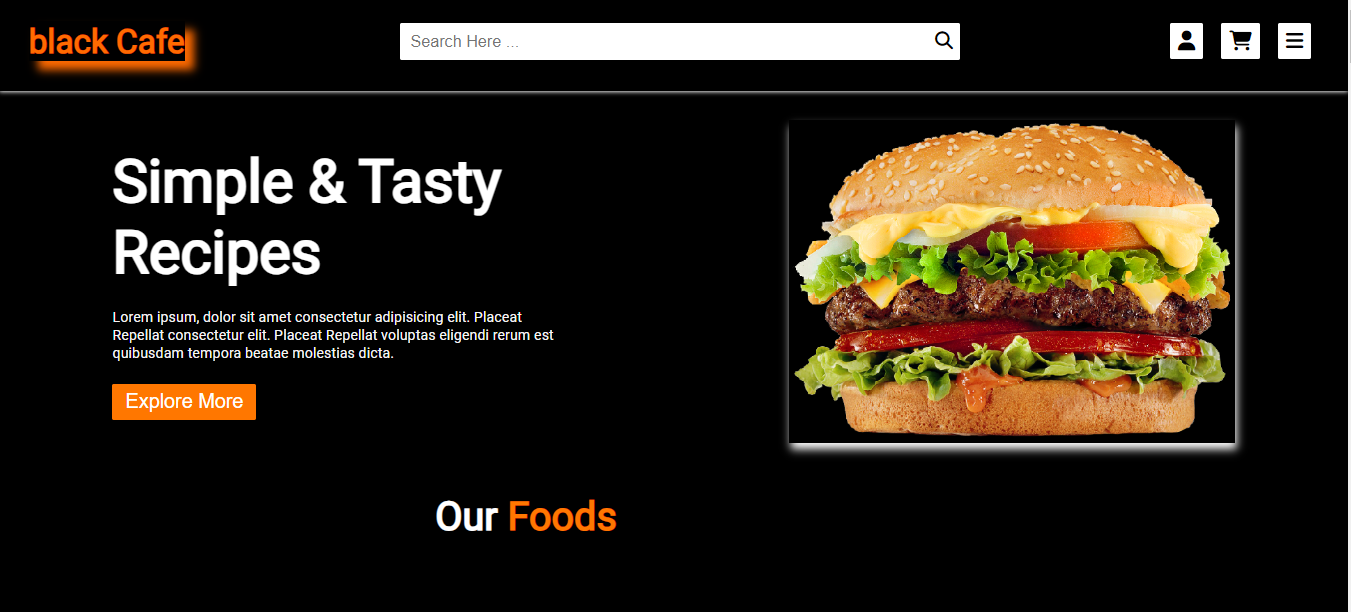 black Cafe
Search Here ...
Simple & Tasty
Recipes
Lorem ipsum, dolor sit amet consectetur adipisicing elit. Placeat
Repellat consectetur elit. Placeat Repellat voluptas eligendi rerum est
quibusdam tempora beatae molestias dicta.
Explore More
Our Foods